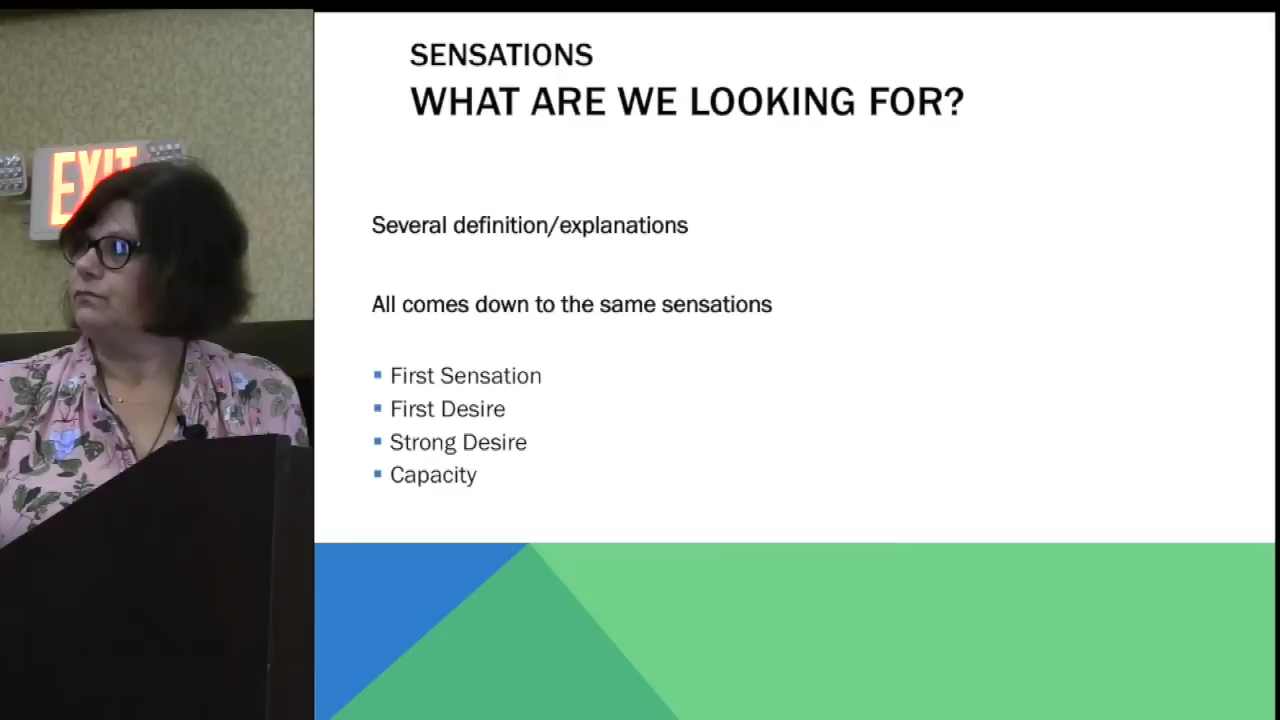 EXIT
SENSATIONS
WHAT ARE WE LOOKING FOR?
Several definition/explanations
All comes down to the same sensations
First Sensation
First Desire
Strong Desire
Capacity